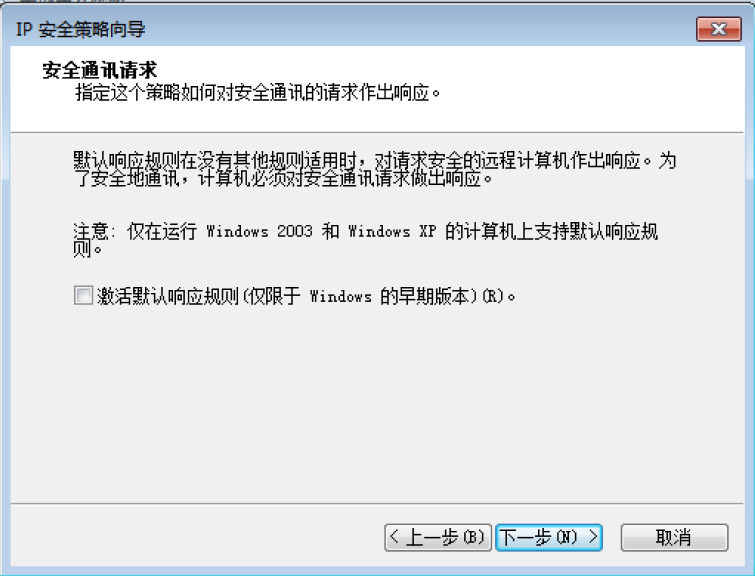 IP 安全策略向导
安全通讯请求
指定这个策略如何对安全通讯的请求作出响应。
默认响应规则在没有其他规则适用时，对请求安全的远程计算机作出响应。为
了安全地通讯，计算机必须对安全通讯请求做出响应。
注意: 仅在运行 Windows 2003 和 Windows XP 的计算机上支持默认响应规
则。
激活默认响应规则(仅限于 Windows 的早期版本)(R)。
< 上一步(B) 下一步(N) > 取消